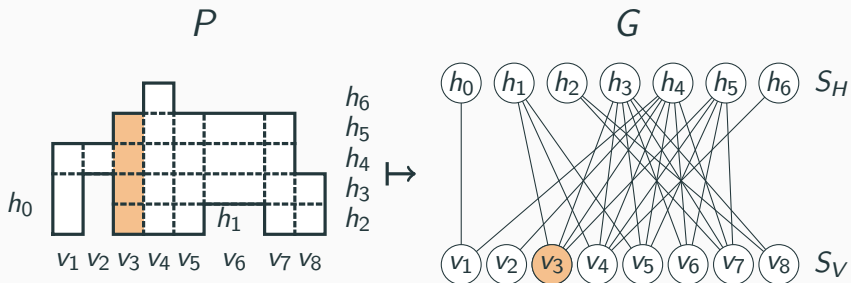 P
G
h0 h1 h2 h3 h4 h5 h6 SH
h6
h5
h4
h3
h2
h0
h1
v1 v2 v3 v4 v5 v6 v7 v8
↦
v1 v2 v3 v4 v5 v6 v7 v8 SV